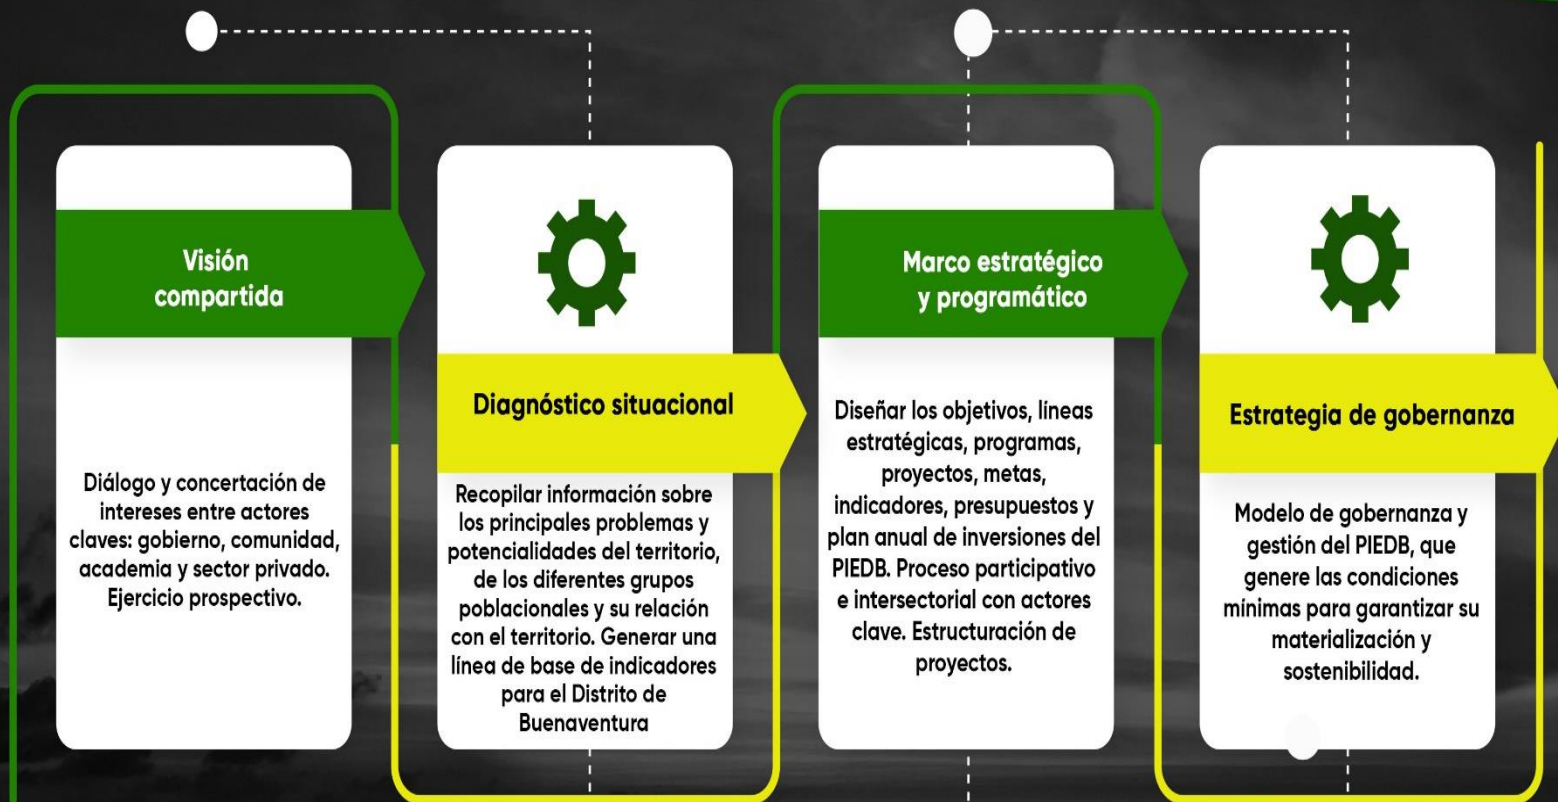 Visión
compartida
Diálogo y concertación de
intereses entre actores
claves: gobierno, comunidad,
academia y sector privado.
Ejercicio prospectivo.
Diagnóstico situacional
Recopilar información sobre
los principales problemas y
potencialidades del territorio,
de los diferentes grupos
poblacionales y su relación
con el territorio. Generar una
línea de base de indicadores
para el Distrito de
Buenaventura
Marco estratégico
y programático
Diseñar los objetivos, líneas
estratégicas, programas,
proyectos, metas,
indicadores, presupuestos y
plan anual de inversiones del
PIEDB. Proceso participativo
e intersectorial con actores
clave. Estructuración de
proyectos.
Estrategia de gobernanza
Modelo de gobernanza y
gestión del PIEDB, que
genere las condiciones
mínimas para garantizar su
materialización y
sostenibilidad.